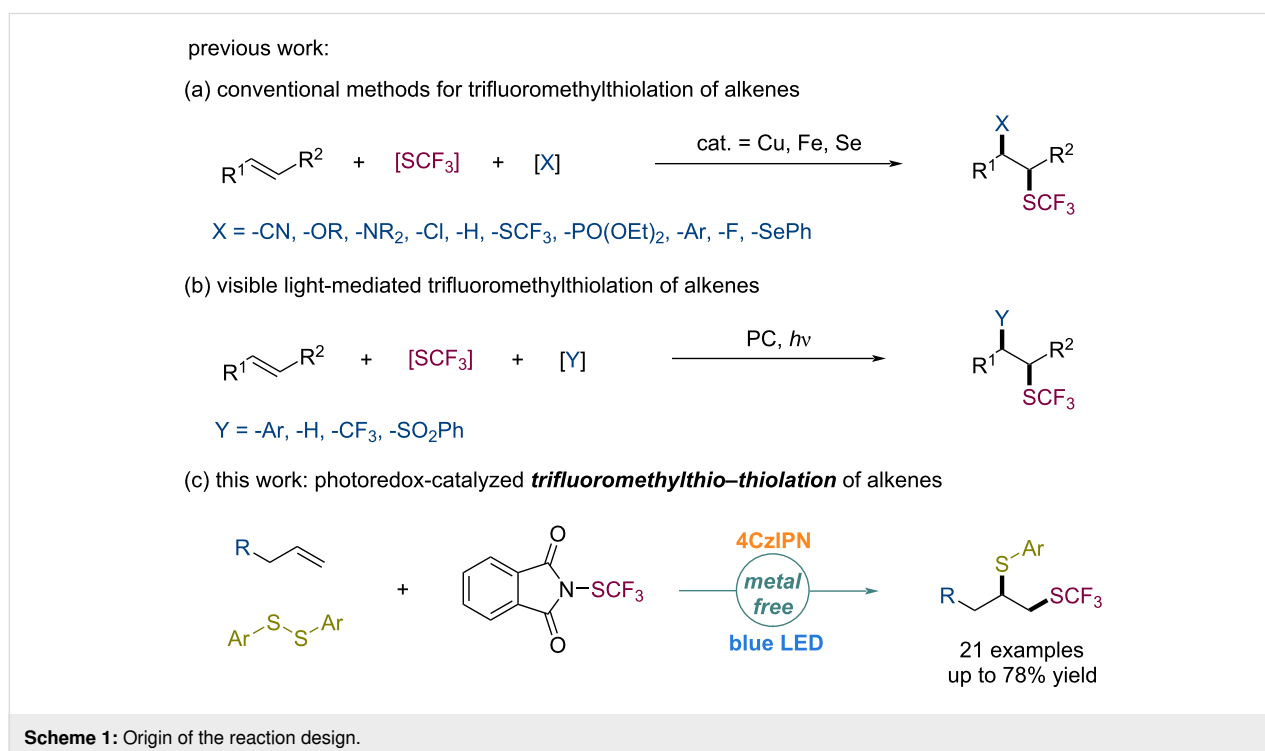 previous work:
(a) conventional methods for trifluoromethylthiolation of alkenes
R1 R2 + [SCF3] + [X] cat. = Cu, Fe, Se X R1 R2 SCF3
X = -CN, -OR, -NR2, -Cl, -H, -SCF3, -PO(OEt)2, -Ar, -F, -SePh
(b) visible light-mediated trifluoromethylthiolation of alkenes
R1 R2 + [SCF3] + [Y] PC, hν Y R1 R2 SCF3
Y = -Ar, -H, -CF3, -SO2Ph
(c) this work: photoredox-catalyzed trifluoromethylthio–thiolation of alkenes
R
Ar S S Ar
+
O N SCF3 O
4CzIPN
metal
free
blue LED
R S Ar SCF3
21 examples
up to 78% yield
Scheme 1: Origin of the reaction design.